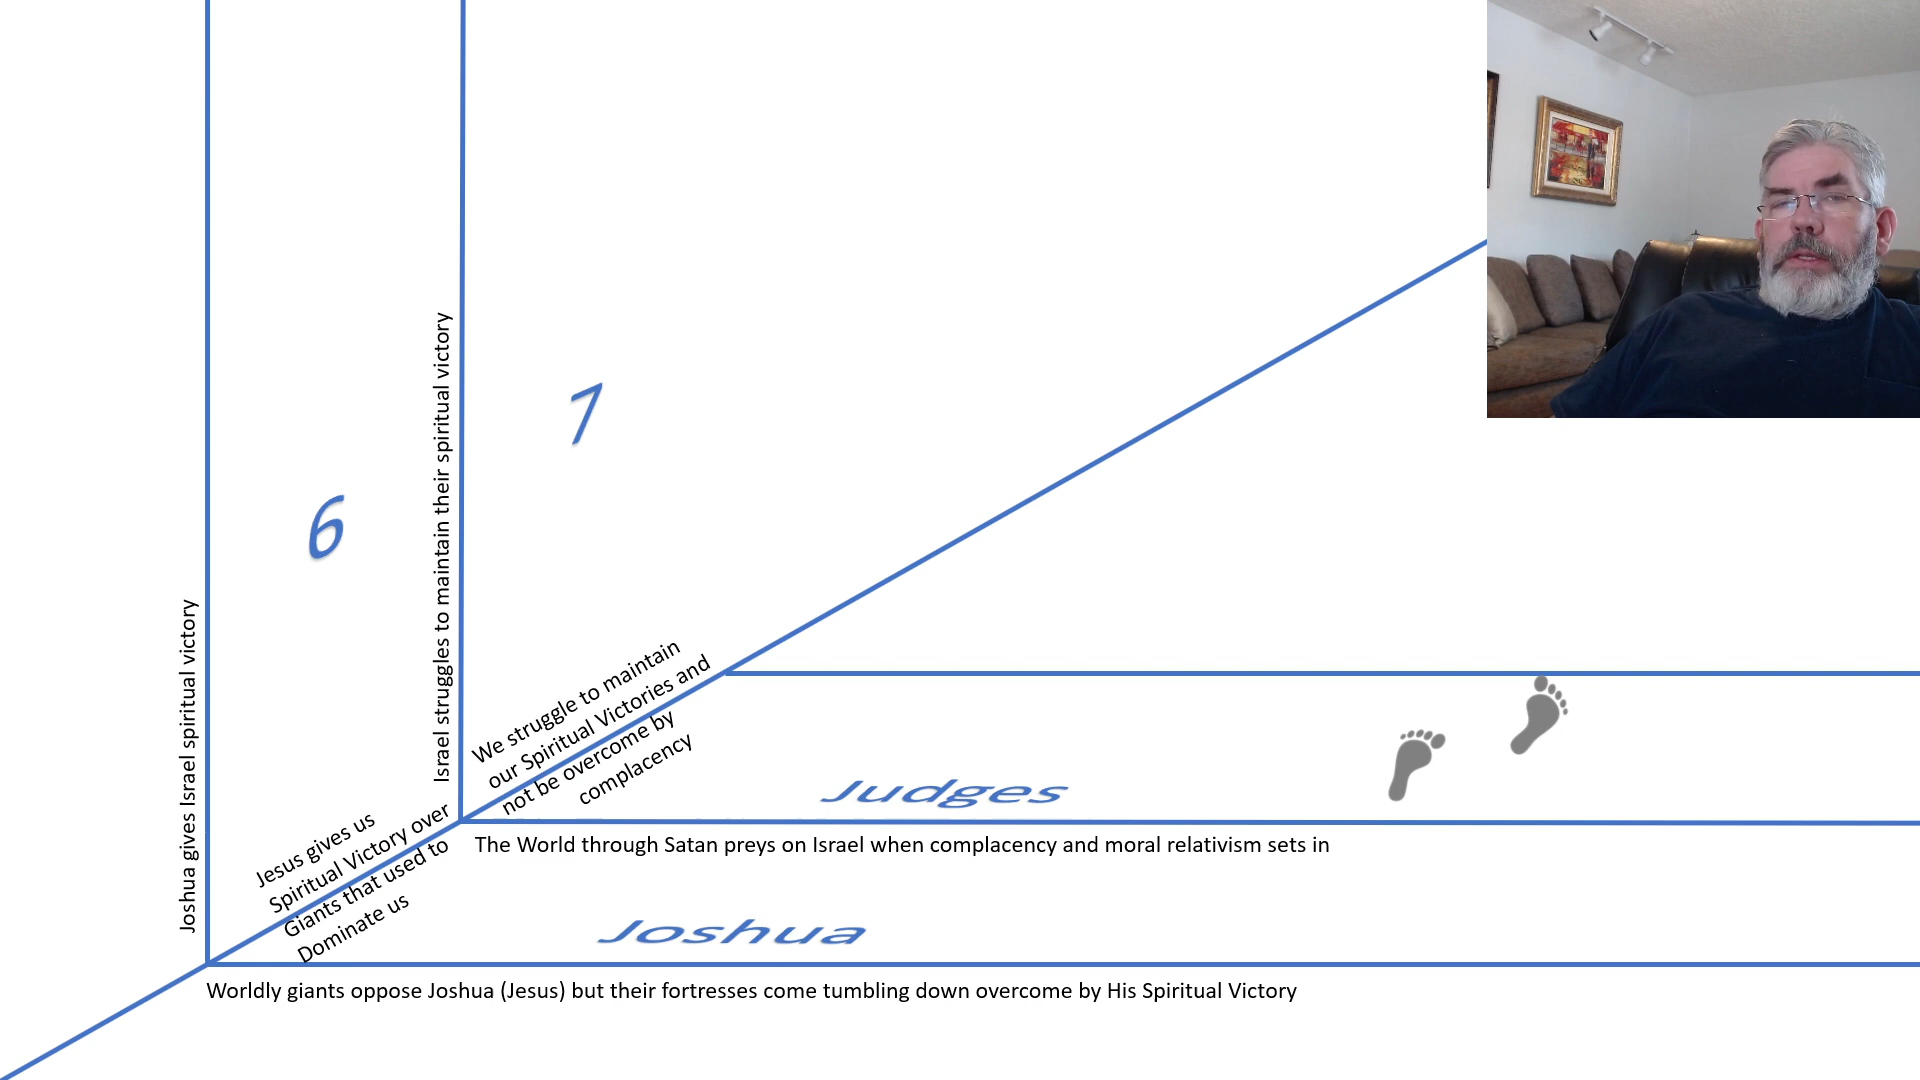 Joshua gives Israel spiritual victory
6
Israel struggles to maintain their spiritual victory
7
We struggle to maintain
our Spiritual Victories and
not be overcome by
complacency
Judges
The World through Satan preys on Israel when complacency and moral relativism sets in
Jesus gives us
Spiritual Victory over
Giants that used to
Dominate us
Joshua
Worldly giants oppose Joshua (Jesus) but their fortresses come tumbling down overcome by His Spiritual Victory